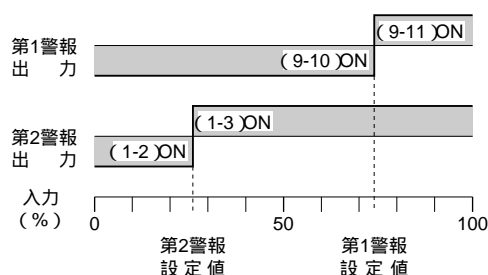 第1警報
出 力
(9-11)ON
(9-10)ON
第2警報
出 力
(1-3)ON
(1-2)ON
入力
(%)
0 50 100
第2警報
設定値
第1警報
設定値